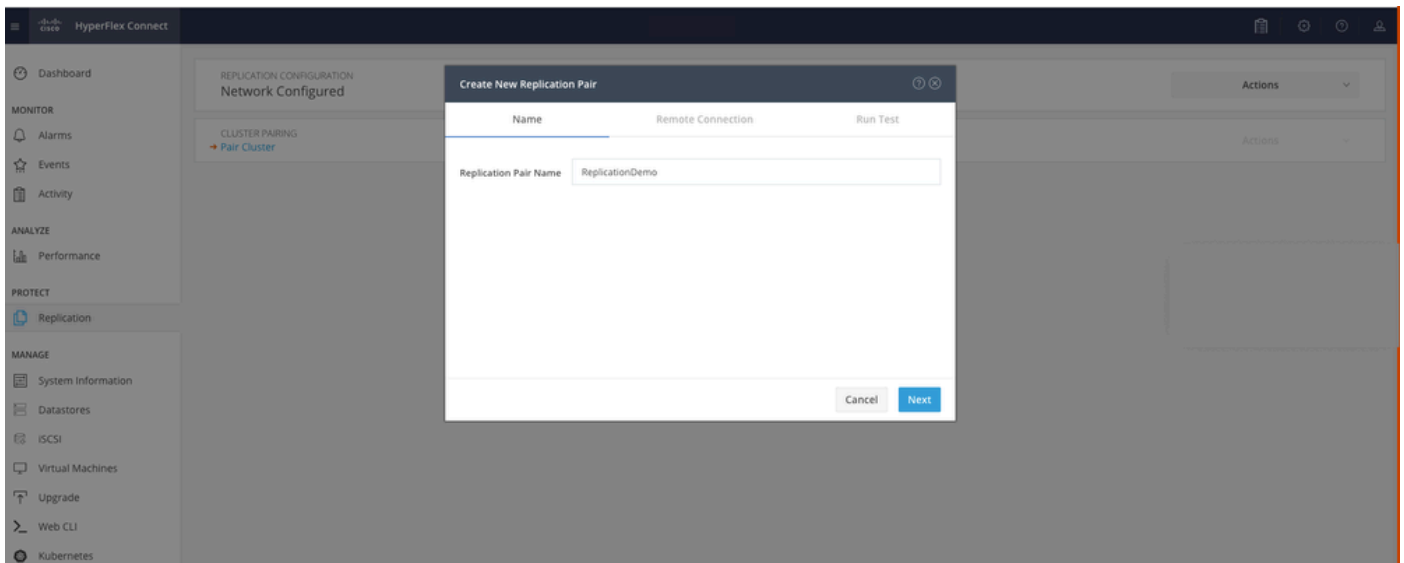 cisco HyperFlex Connect
Dashboard
MONITOR
Alarms
Events
Activity
ANALYZE
Performance
PROTECT
Replication
MANAGE
System Information
Datastores
iSCSI
Virtual Machines
Upgrade
Web CLI
Kubernetes
REPLICATION CONFIGURATION
Network Configured
Actions
CLUSTER PAIRING
Pair Cluster
Actions
Create New Replication Pair
Name Remote Connection Run Test
Replication Pair Name ReplicationDemo
Cancel Next